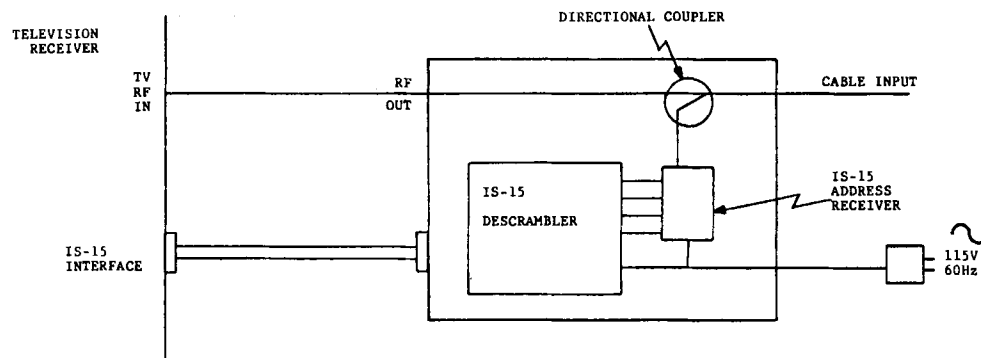 DIRECTIONAL COUPLER
TELEVISION
RECEIVER
TV
RF
IN
RF
OUT
CABLE INPUT
IS-15
DESCRAMBLER
IS-15
ADDRESS
RECEIVER
IS-15
INTERFACE
115V
60Hz